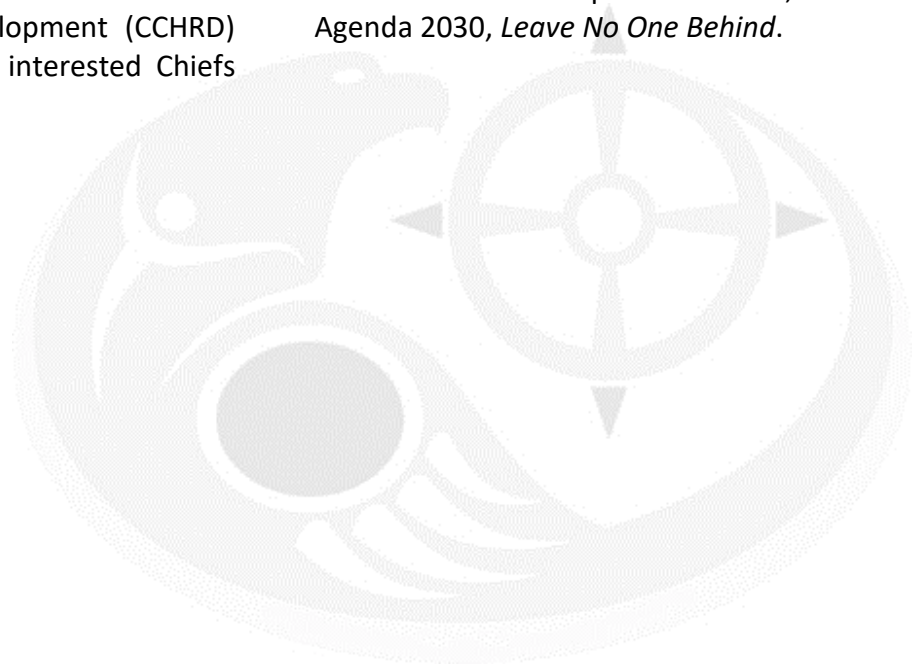 lopment (CCHRD)
interested Chiefs
Agenda 2030, Leave No One Behind.